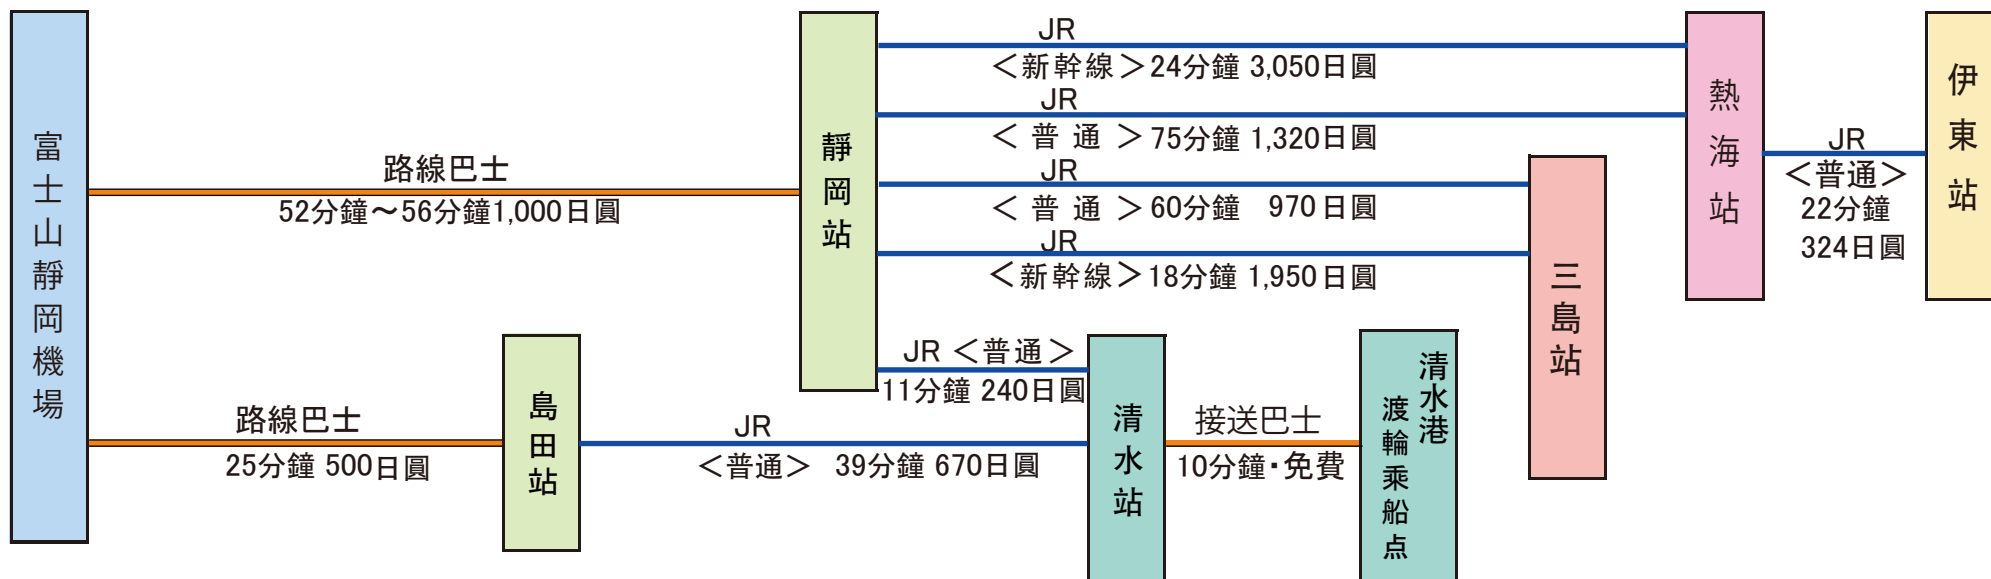 富士山靜岡機場
路線巴士
52分鐘～56分鐘1,000日圓
靜岡站
JR
＜新幹線＞24分鐘 3,050日圓
JR
＜普通＞75分鐘 1,320日圓
JR
＜普通＞60分鐘 970日圓
JR
＜新幹線＞18分鐘 1,950日圓
三島站
熱海站
JR
＜普通＞
22分鐘
324日圓
伊東站
JR ＜普通＞
11分鐘 240日圓
路線巴士
25分鐘 500日圓
島田站
JR
＜普通＞ 39分鐘 670日圓
清水站
接送巴士
10分鐘・免費
清水港
渡輪乘船点